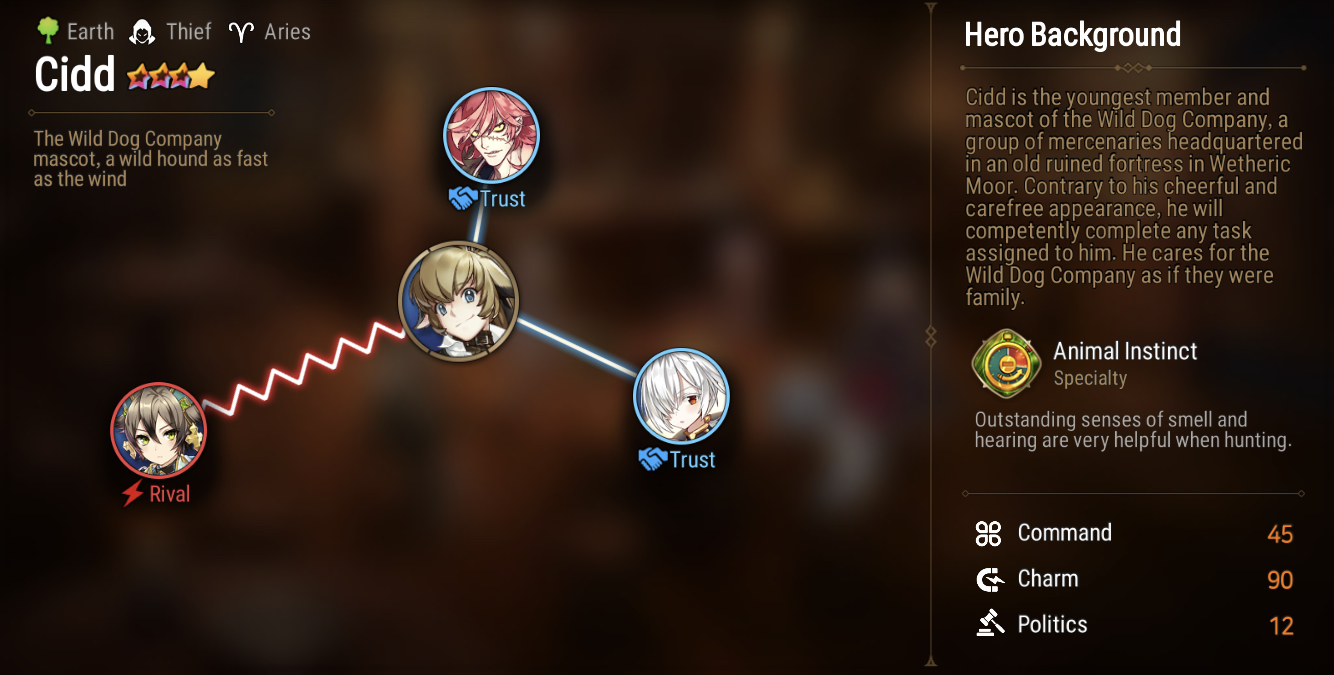 Earth Thief Aries
Cidd
The Wild Dog Company
mascot, a wild hound as fast
as the wind
Trust
Trust
Rival
Hero Background
Cidd is the youngest member and
mascot of the Wild Dog Company, a
group of mercenaries headquartered
in an old ruined fortress in Wetheric
Moor. Contrary to his cheerful and
carefree appearance, he will
competently complete any task
assigned to him. He cares for the
Wild Dog Company as if they were
family.
Animal Instinct
Specialty
Outstanding senses of smell and
hearing are very helpful when hunting.
Command 45
Charm 90
Politics 12